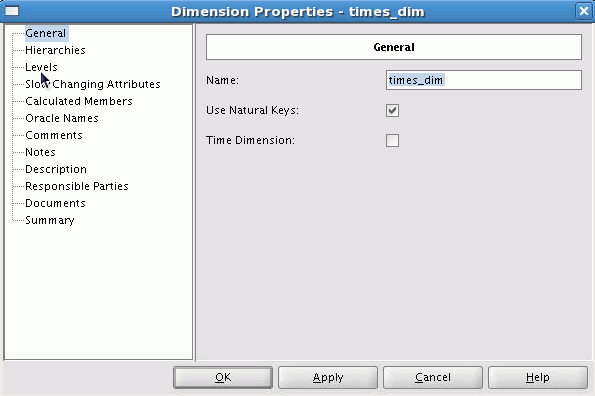 Dimension Properties - times_dim
General
Hierarchies
Levels
Slow Changing Attributes
Calculated Members
Oracle Names
Comments
Notes
Description
Responsible Parties
Documents
Summary
General
Name: times_dim
Use Natural Keys:
Time Dimension:
OK Apply Cancel Help